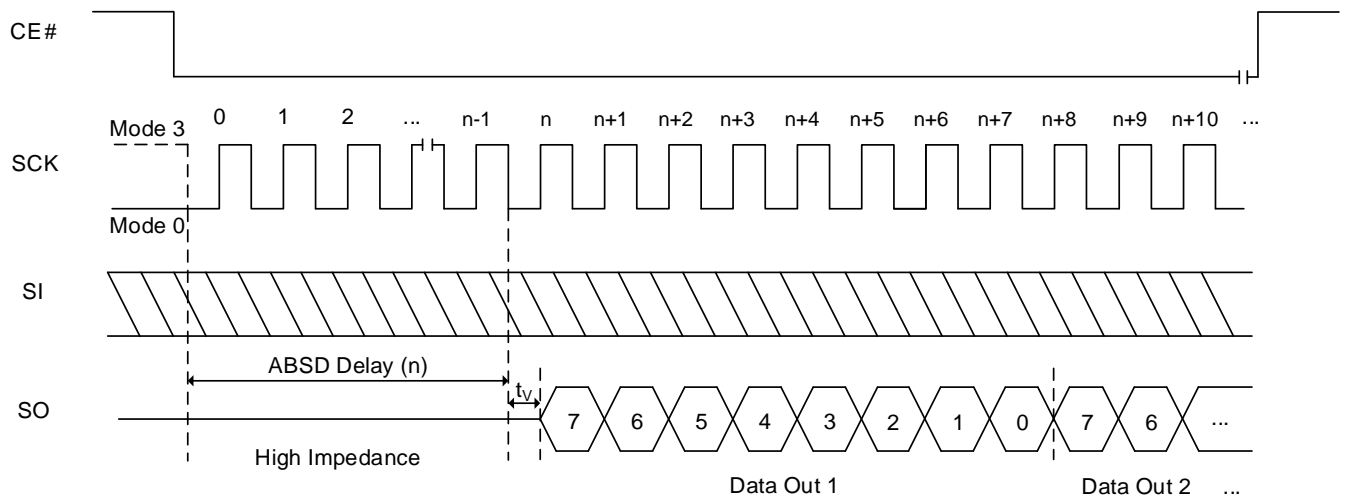 CE#
0 1 2 ... n-1 n n+1 n+2 n+3 n+4 n+5 n+6 n+7 n+8 n+9 n+10 ...
Mode 3
SCK
Mode 0
SI
ABSD Delay (n)
tV
SO
7 6 5 4 3 2 1 0 7 6 ...
High Impedance
Data Out 1 Data Out 2 ...